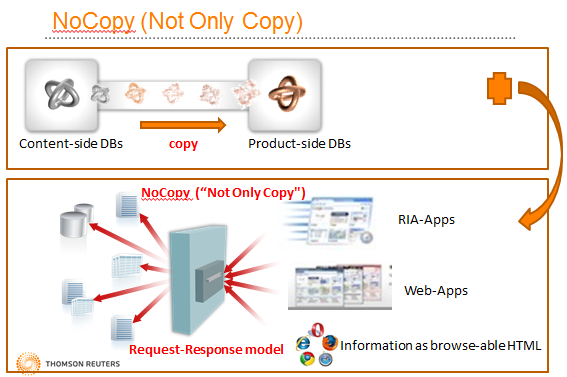 NoCopy (Not Only Copy)
Content-side DBs
copy
Product-side DBs
NoCopy (“Not Only Copy")
RIA-Apps
Web-Apps
Request-Response model
Information as browse-able HTML
THOMSON REUTERS